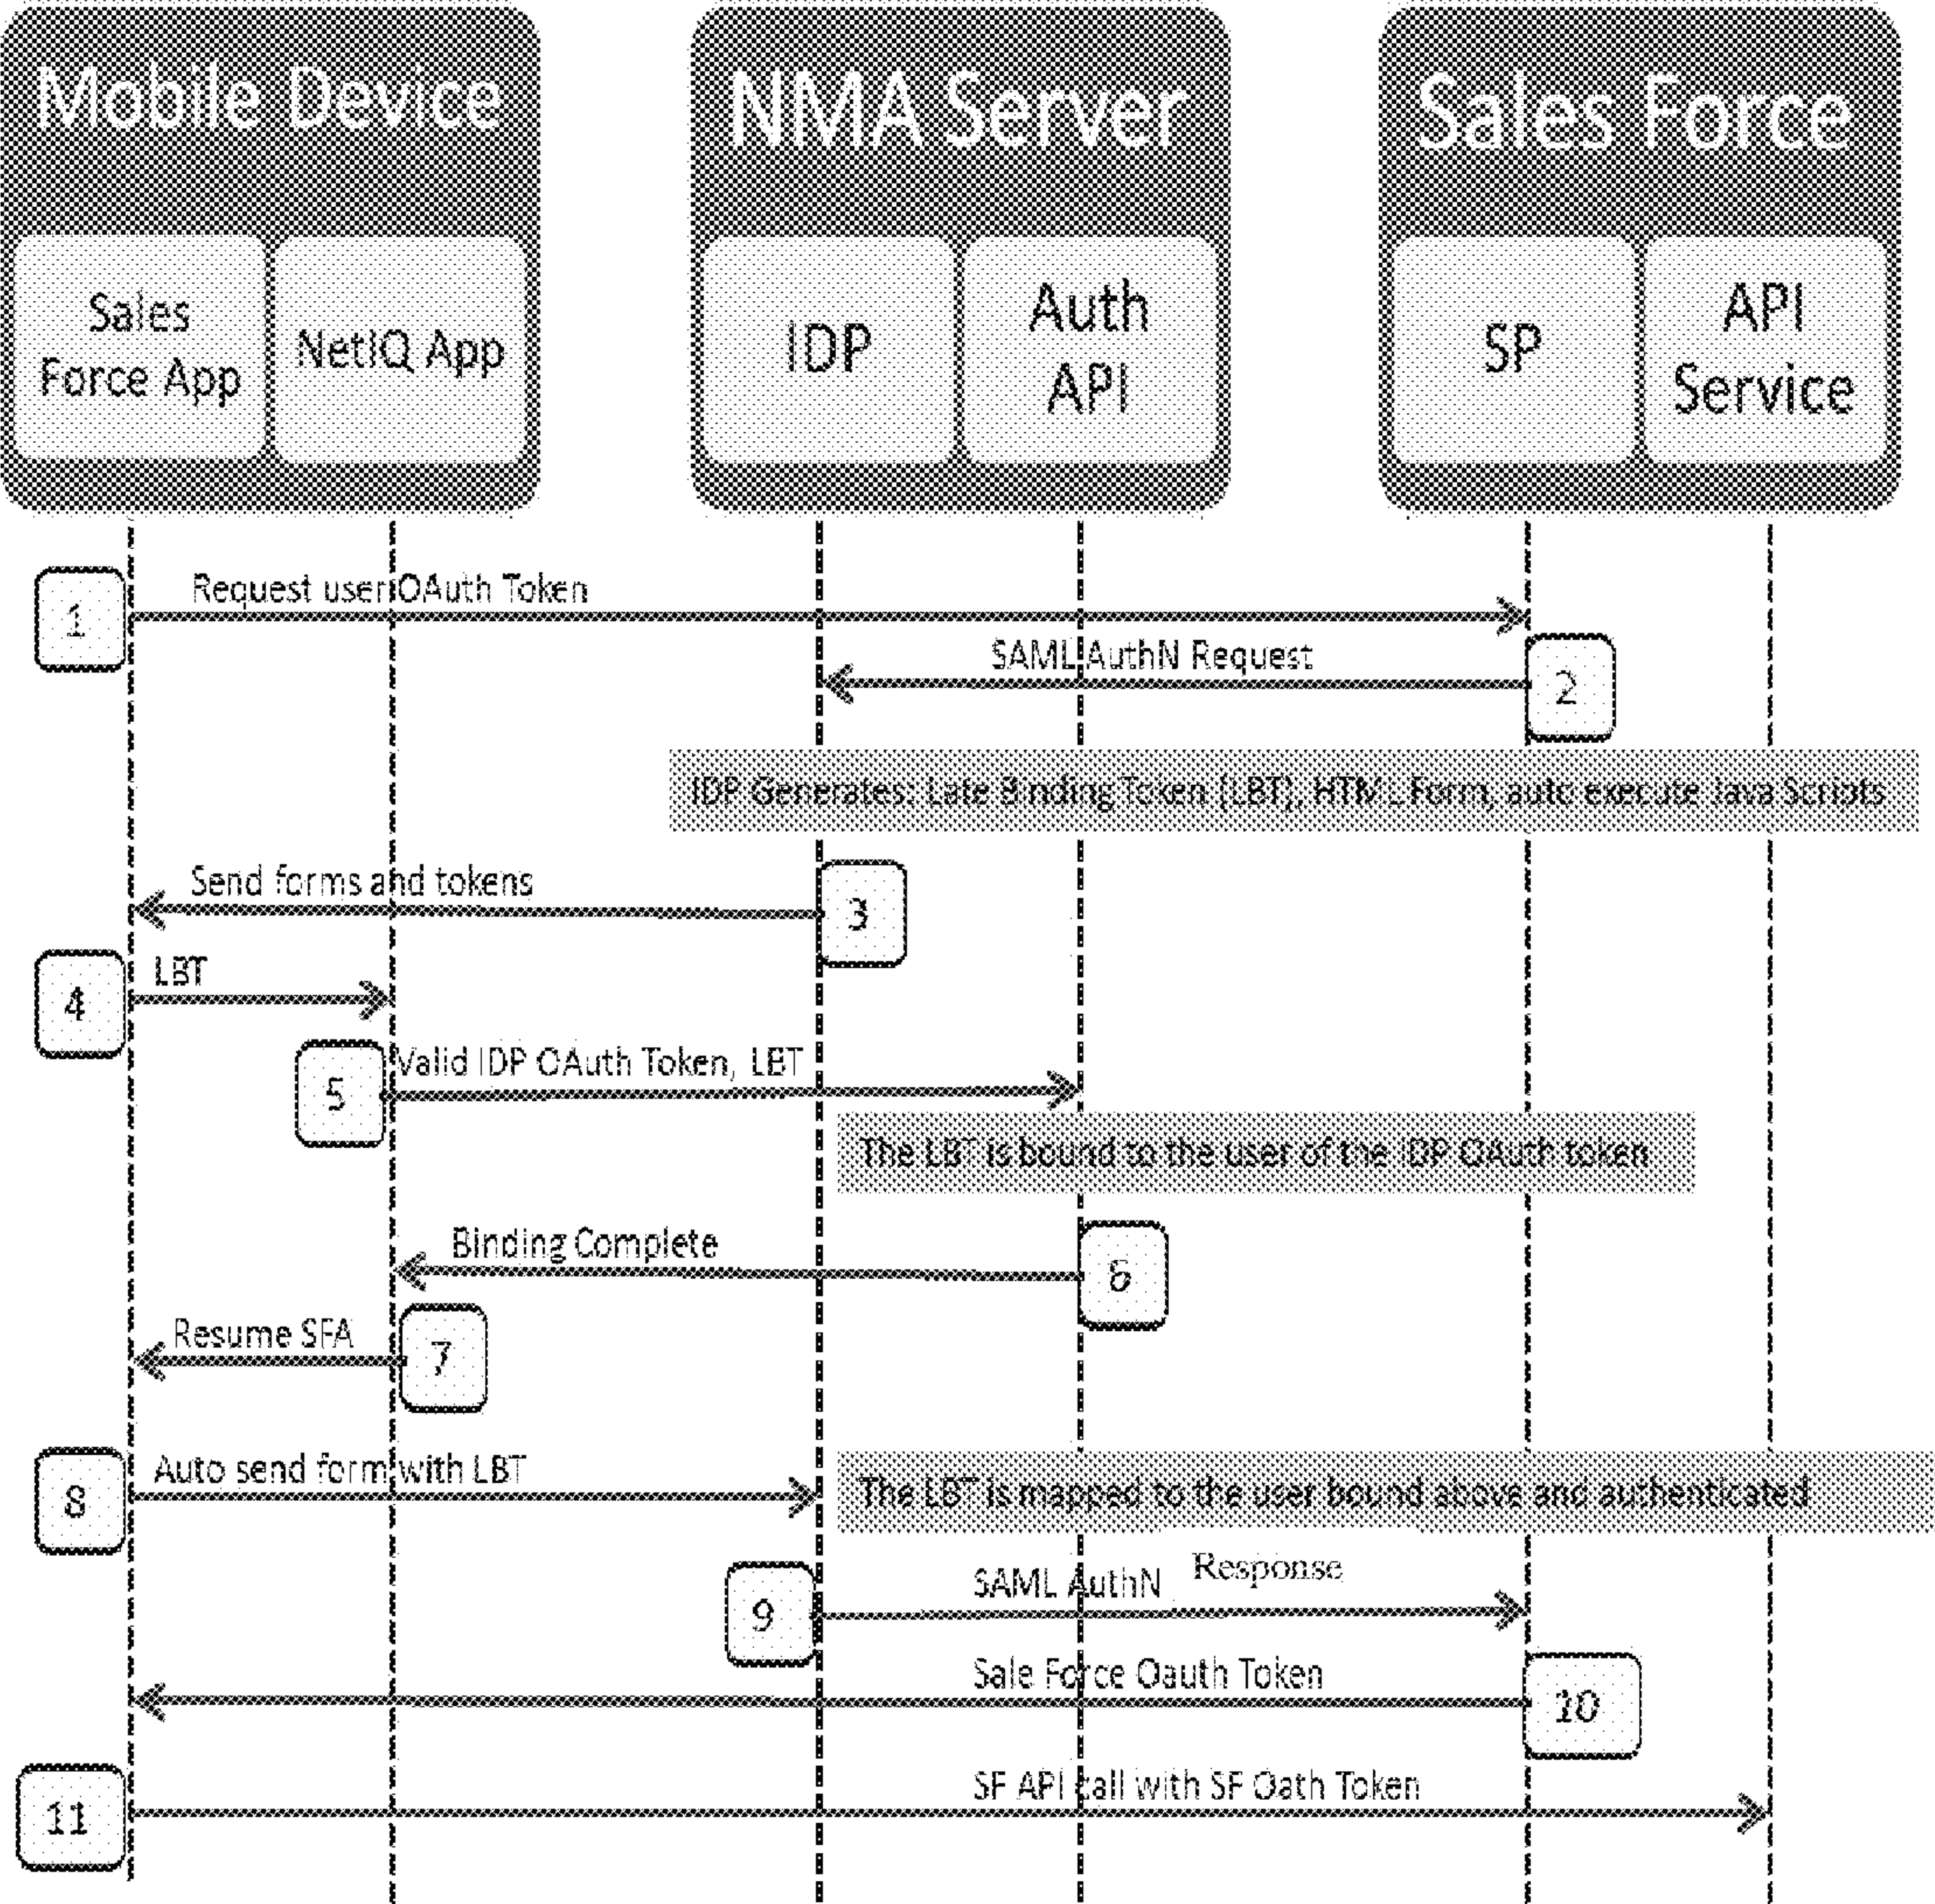 Mobile Device
NMA Server
Sales Force
Sales
Force App
NetIQ App
IDP
Auth
API
SP
API
Service
1
Request user OAuth Token
SAML AuthN Request
2
IDP Generates: Late Binding Token (LBT), HTML Form, auto execute Java Scripts
Send forms and tokens
3
4
LBT
5
Valid IDP OAuth Token, LBT
The LBT is bound to the user of the IDP OAuth token
Binding Complete
6
Resume SFA
7
8
Auto send form with LBT
The LBT is mapped to the user bound above and authenticated
9
SAML AuthN Response
Sale Force Oauth Token
10
11
SF API call with SF Oath Token